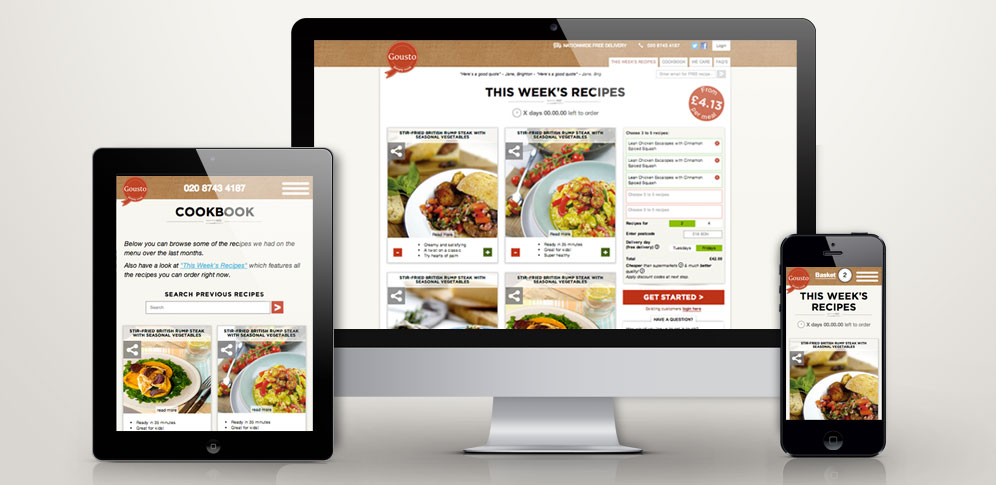 NATIONWIDE FREE DELIVERY
020 8743 4187
Login
Gousto
THIS WEEK'S RECIPES
COOKBOOK
WE CARE
FAQ'S
"Here's a good quote" - Jane, Brighton - "Here's a good quote" - Jane, Brig
Enter email for FREE recipe
THIS WEEK'S RECIPES
X days 00.00.00 left to order
From
£4.13
per meal
STIR-FRIED BRITISH RUMP STEAK WITH
SEASONAL VEGETABLES
Read more
Creamy and satisfying
A twist on a classic
Try hearts of palm
STIR-FRIED BRITISH RUMP STEAK WITH
SEASONAL VEGETABLES
Read more
Ready in 35 minutes
Great for kids!
Super healthy
Choose 3 to 5 recipes:
Lean Chicken Escalopes with Cinnamon
Spiced Squash
Lean Chicken Escalopes with Cinnamon
Spiced Squash
Lean Chicken Escalopes with Cinnamon
Spiced Squash
Choose 3 to 5 recipes
Choose 3 to 5 recipes
Recipes for
2
4
Enter postcode
Delivery day
(free delivery)
Tuesdays
Fridays
Total
Cheaper than supermarkets & much better
quality!
Apply discount codes at next step.
GET STARTED >
Existing customers login here
HAVE A QUESTION?
STIR-FRIED BRITISH RUMP STEAK WITH
SEASONAL VEGETABLES
Gousto
020 8743 4187
COOKBOOK
Below you can browse some of the recipes we had on the
menu over the last months.
Also have a look at "This Week's Recipes" which features all
the recipes you can order right now.
SEARCH PREVIOUS RECIPES
Search
>
STIR-FRIED BRITISH RUMP STEAK
WITH SEASONAL VEGETABLES
read more
Ready in 35 minutes
Great for kids!
STIR-FRIED BRITISH RUMP STEAK
WITH SEASONAL VEGETABLES
read more
Ready in 35 minutes
Great for kids!
Gousto
Basket
2
THIS WEEK'S
RECIPES
X days 00.00.00 left to order
STIR-FRIED BRITISH RUMP STEAK WITH
SEASONAL VEGETABLES